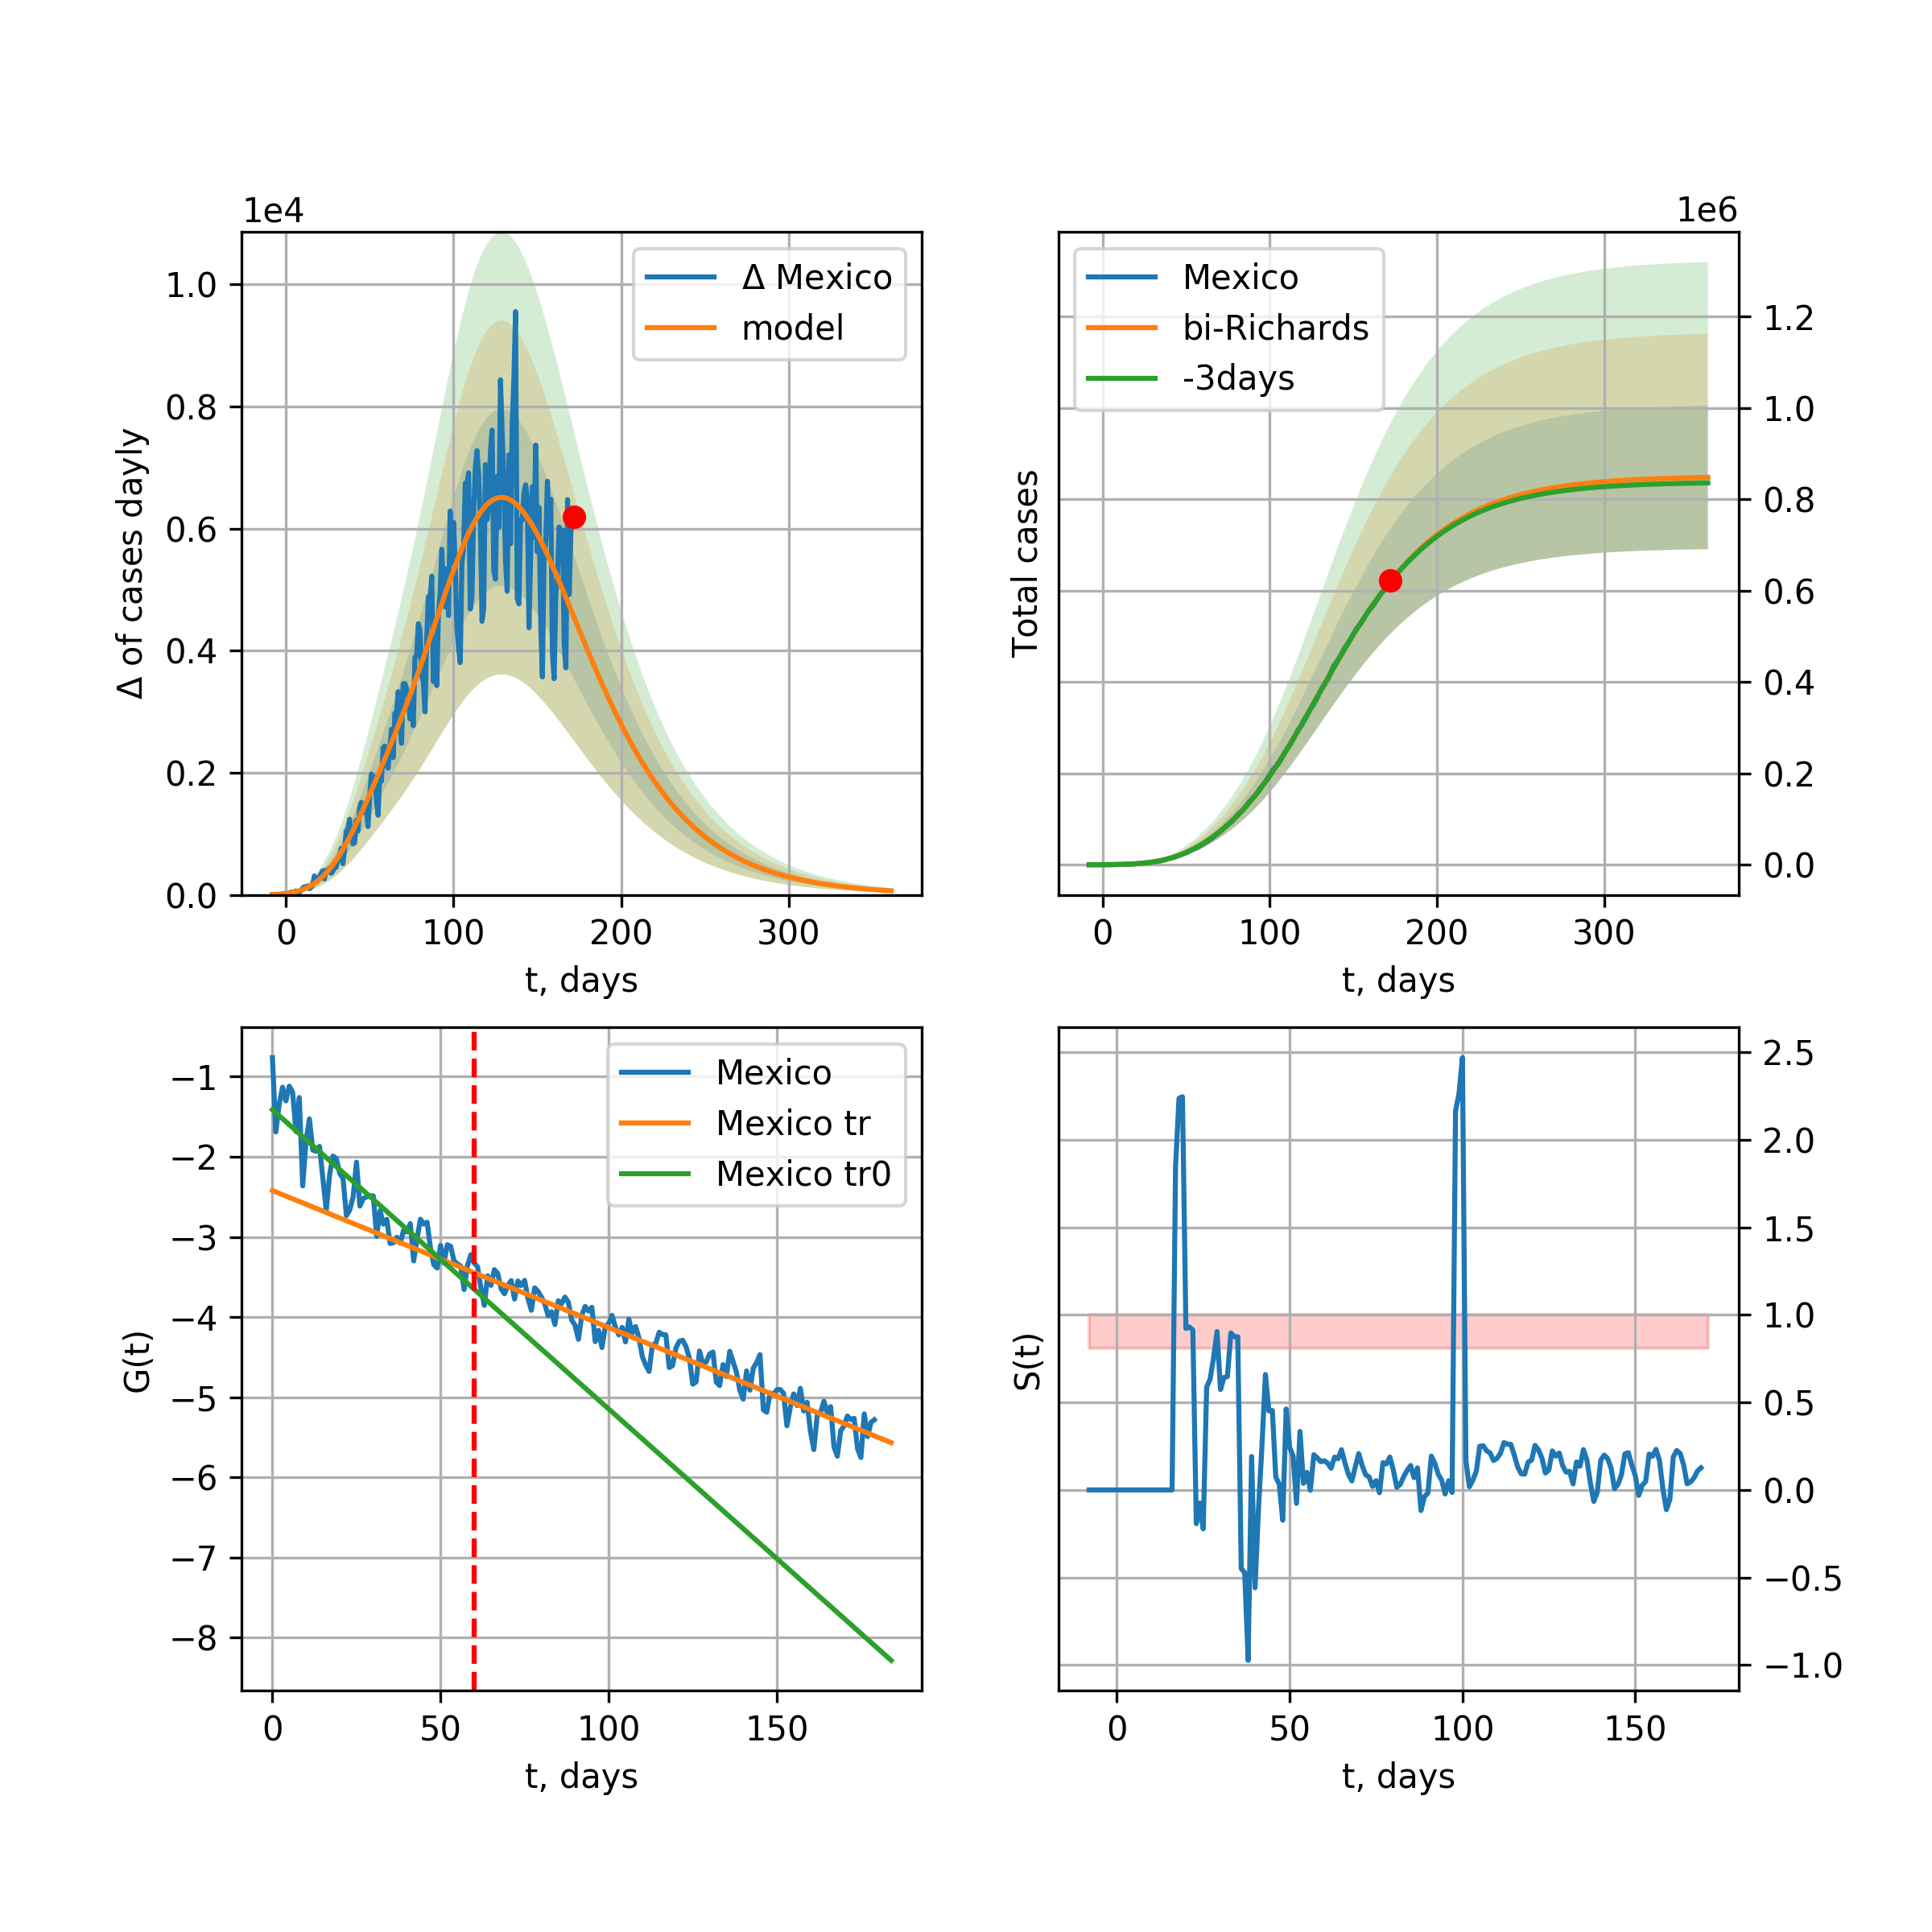 1e4
Δ of cases dayly
1.0
0.8
0.6
0.4
0.2
0.0
0 100 200 300
t, days
Δ Mexico
model
1e6
Total cases
1.2
1.0
0.8
0.6
0.4
0.2
0.0
0 100 200 300
t, days
Mexico
bi-Richards
-3days
G(t)
−1
−2
−3
−4
−5
−6
−7
−8
0 50 100 150
t, days
Mexico
Mexico tr
Mexico tr0
S(t)
2.5
2.0
1.5
1.0
0.5
0.0
−0.5
−1.0
0 50 100 150
t, days